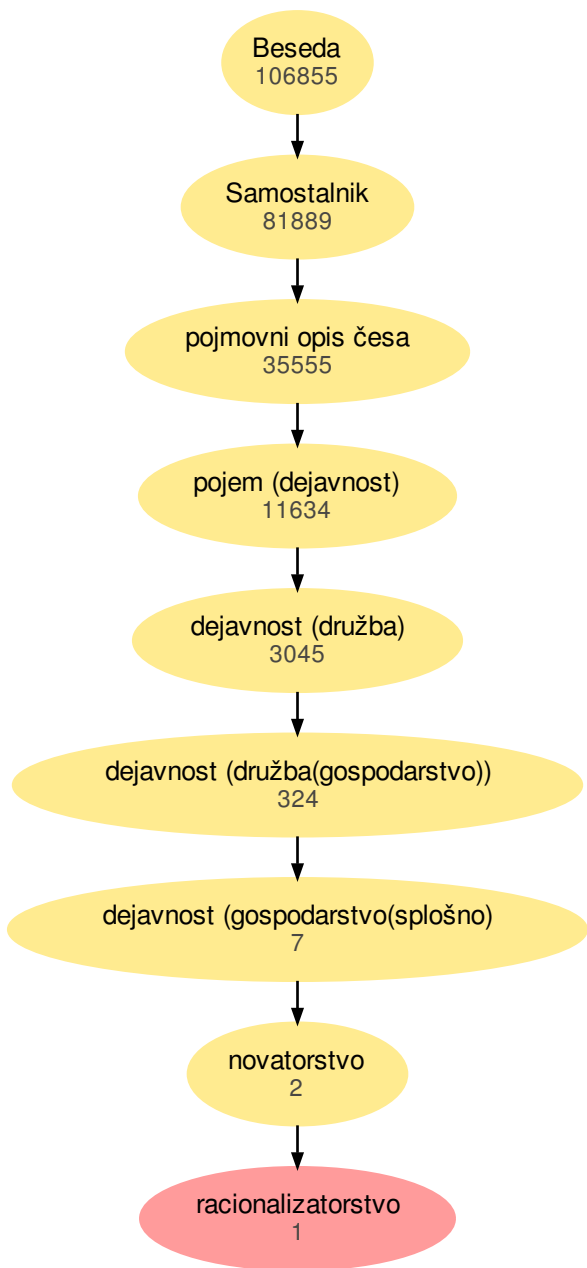 Beseda
106855
Samostalnik
81889
pojmovni opis česa
35555
pojem (dejavnost)
11634
dejavnost (družba)
3045
dejavnost (družba(gospodarstvo))
324
dejavnost (gospodarstvo(splošno)
7
novatorstvo
2
racionalizatorstvo
1